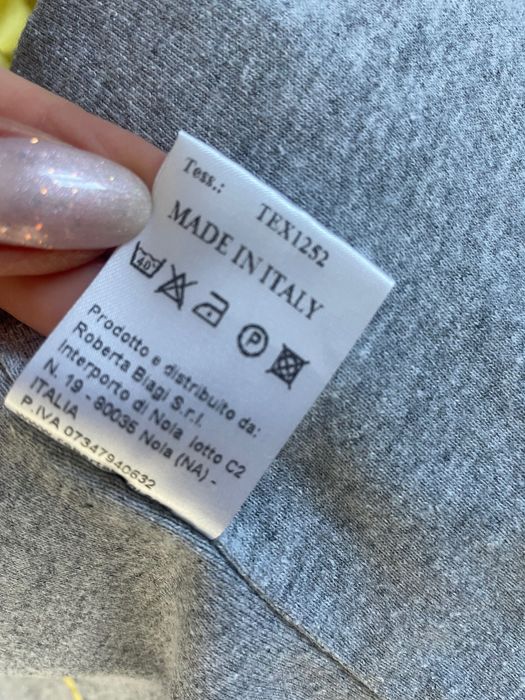 Tess.: TEX1252
MADE IN ITALY
40
P
Prodotto e distribuito da:
Roberta Biagi S.r.l.
Interporto di Nola lotto C2
N. 19 - 80035 Nola (NA) -
ITALIA
P.IVA 07347940632